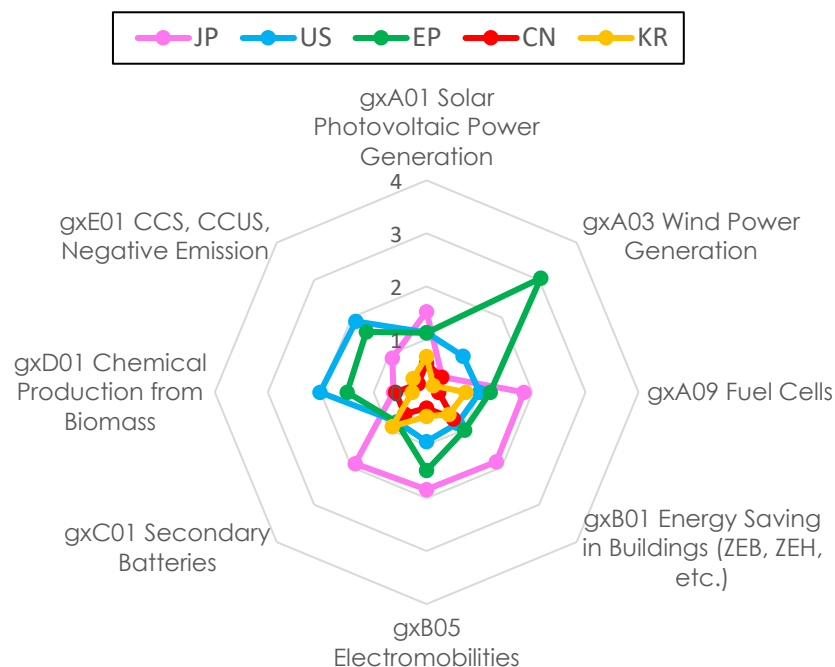 JP US EP CN KR
gxA01 Solar
Photovoltaic Power
Generation
4
3
2
1
gxE01 CCS, CCUS,
Negative Emission
gxA03 Wind Power
Generation
gxD01 Chemical
Production from
Biomass
gxA09 Fuel Cells
gxC01 Secondary
Batteries
gxB01 Energy Saving
in Buildings (ZEB, ZEH,
etc.)
gxB05
Electromobilities